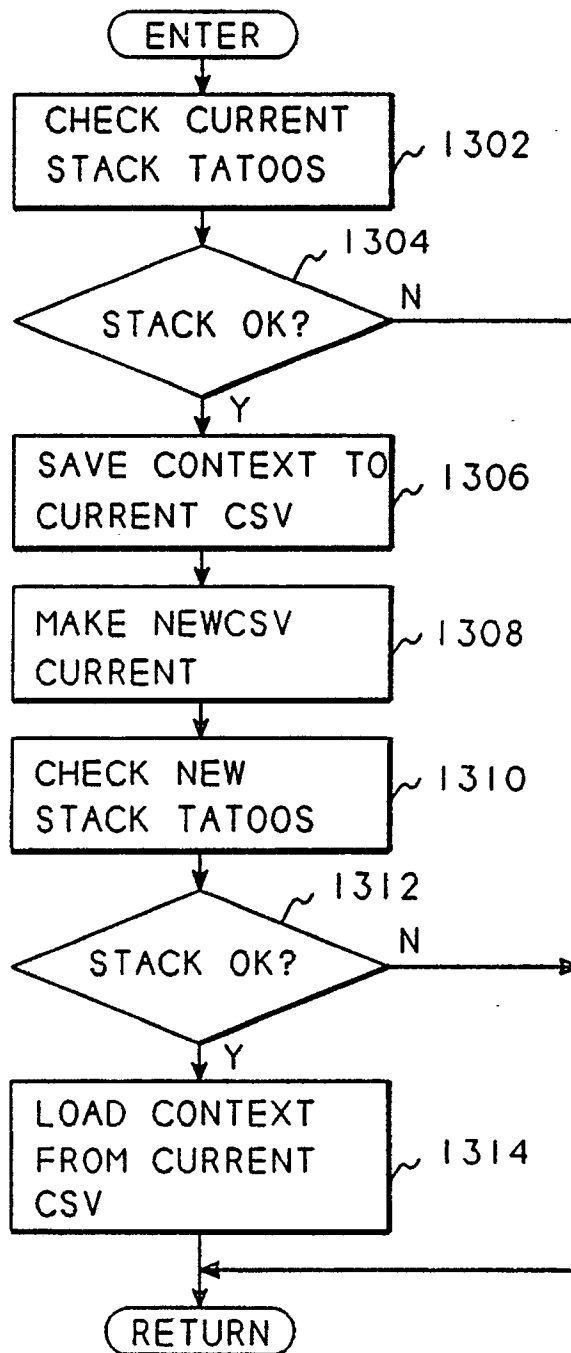 ENTER
CHECK CURRENT
STACK TATOOS
1302
1304
STACK OK?
N
Y
SAVE CONTEXT TO
CURRENT CSV
1306
MAKE NEWCSV
CURRENT
1308
CHECK NEW
STACK TATOOS
1310
1312
STACK OK?
N
Y
LOAD CONTEXT
FROM CURRENT
CSV
1314
RETURN